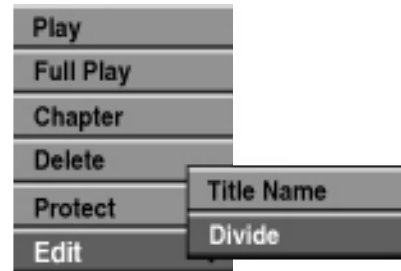 Play
Full Play
Chapter
Delete
Protect
Edit
Title Name
Divide